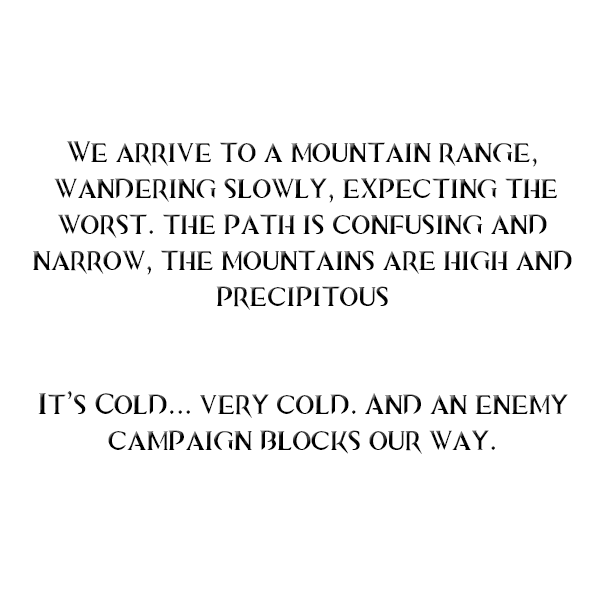 We arrive to a mountain range,
wandering slowly, expecting the
worst. the path is confusing and
narrow, the mountains are high and
precipitous
It's Cold... very cold. And an enemy
campaign blocks our way.